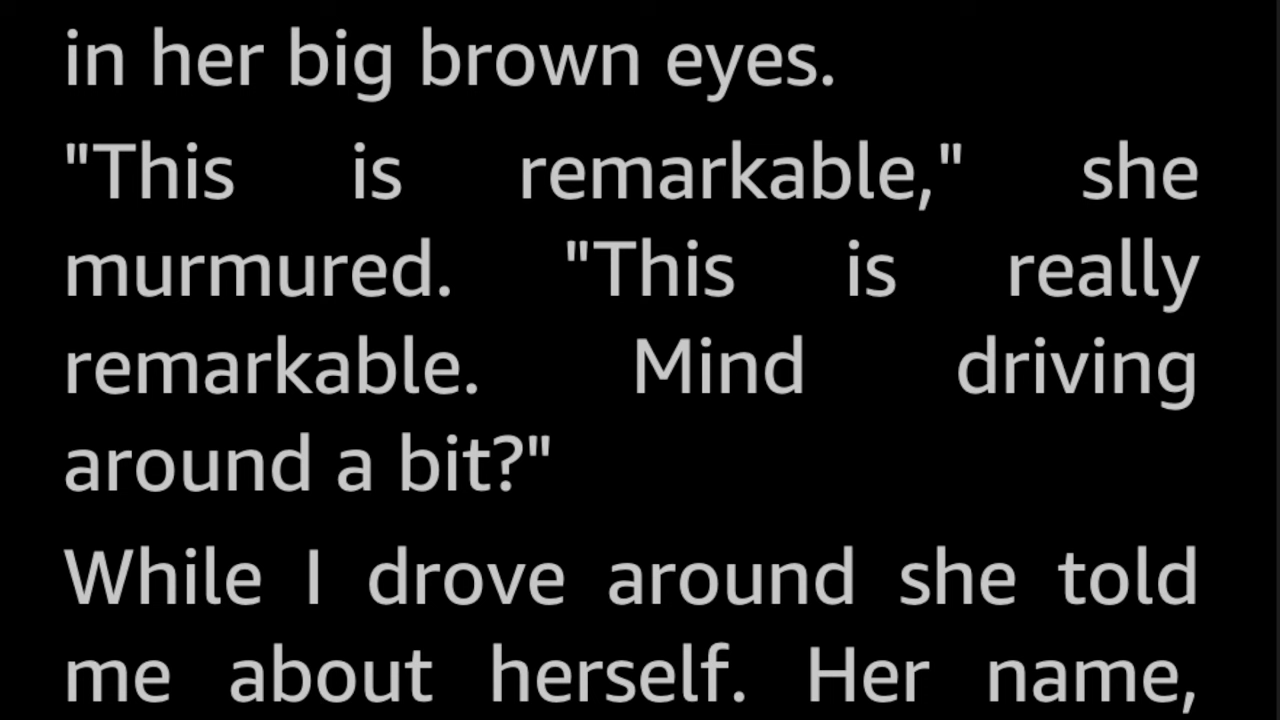 in her big brown eyes.
"This is remarkable," she
murmured. "This is really
remarkable. Mind driving
around a bit?"
While I drove around she told
me about herself. Her name,